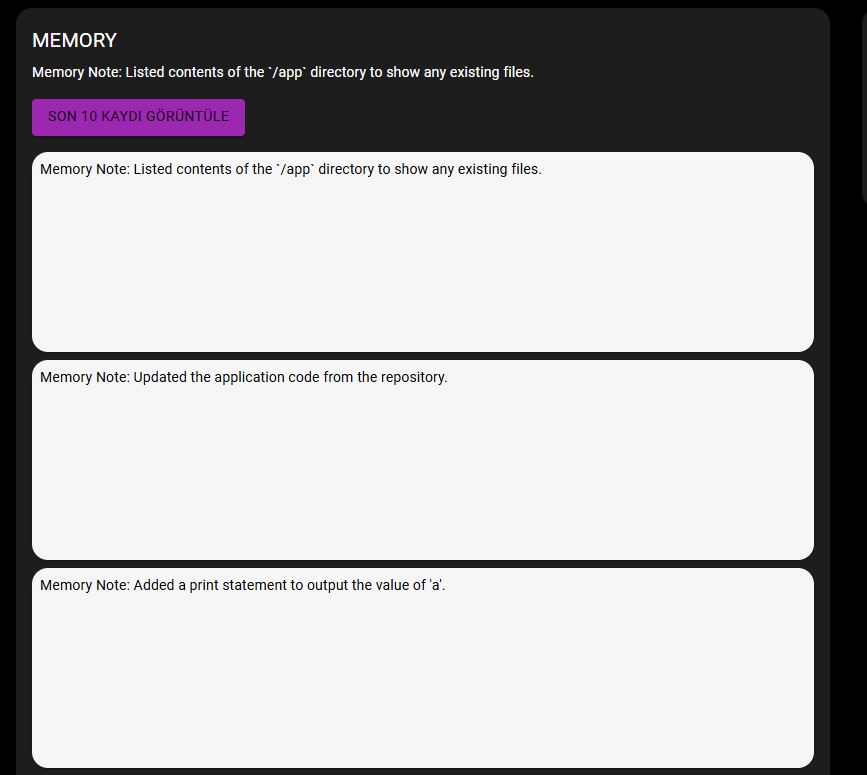 MEMORY
Memory Note: Listed contents of the `/app` directory to show any existing files.
SON 10 KAYDI GÖRÜNTÜLE
Memory Note: Listed contents of the `/app` directory to show any existing files.
Memory Note: Updated the application code from the repository.
Memory Note: Added a print statement to output the value of 'a'.